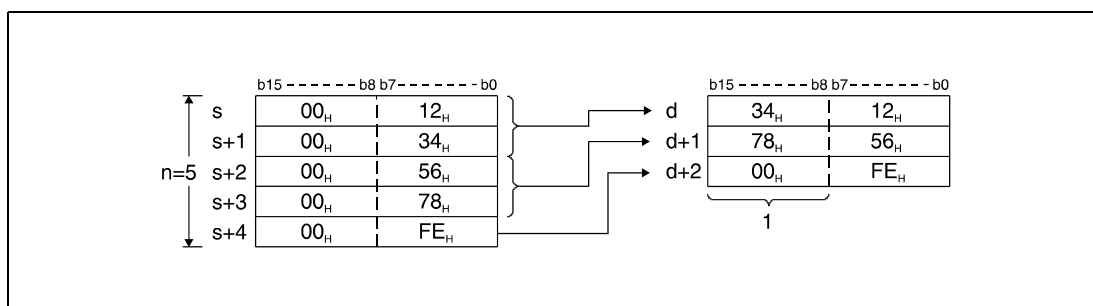 b15 ------ b8 b7 ------- b0 b15 ------ b8 b7 ------- b0
s 00H 12H d 34H 12H
s+1 00H 34H d+1 78H 56H
n=5 s+2 00H 56H d+2 00H FEH
s+3 00H 78H 1
s+4 00H FEH